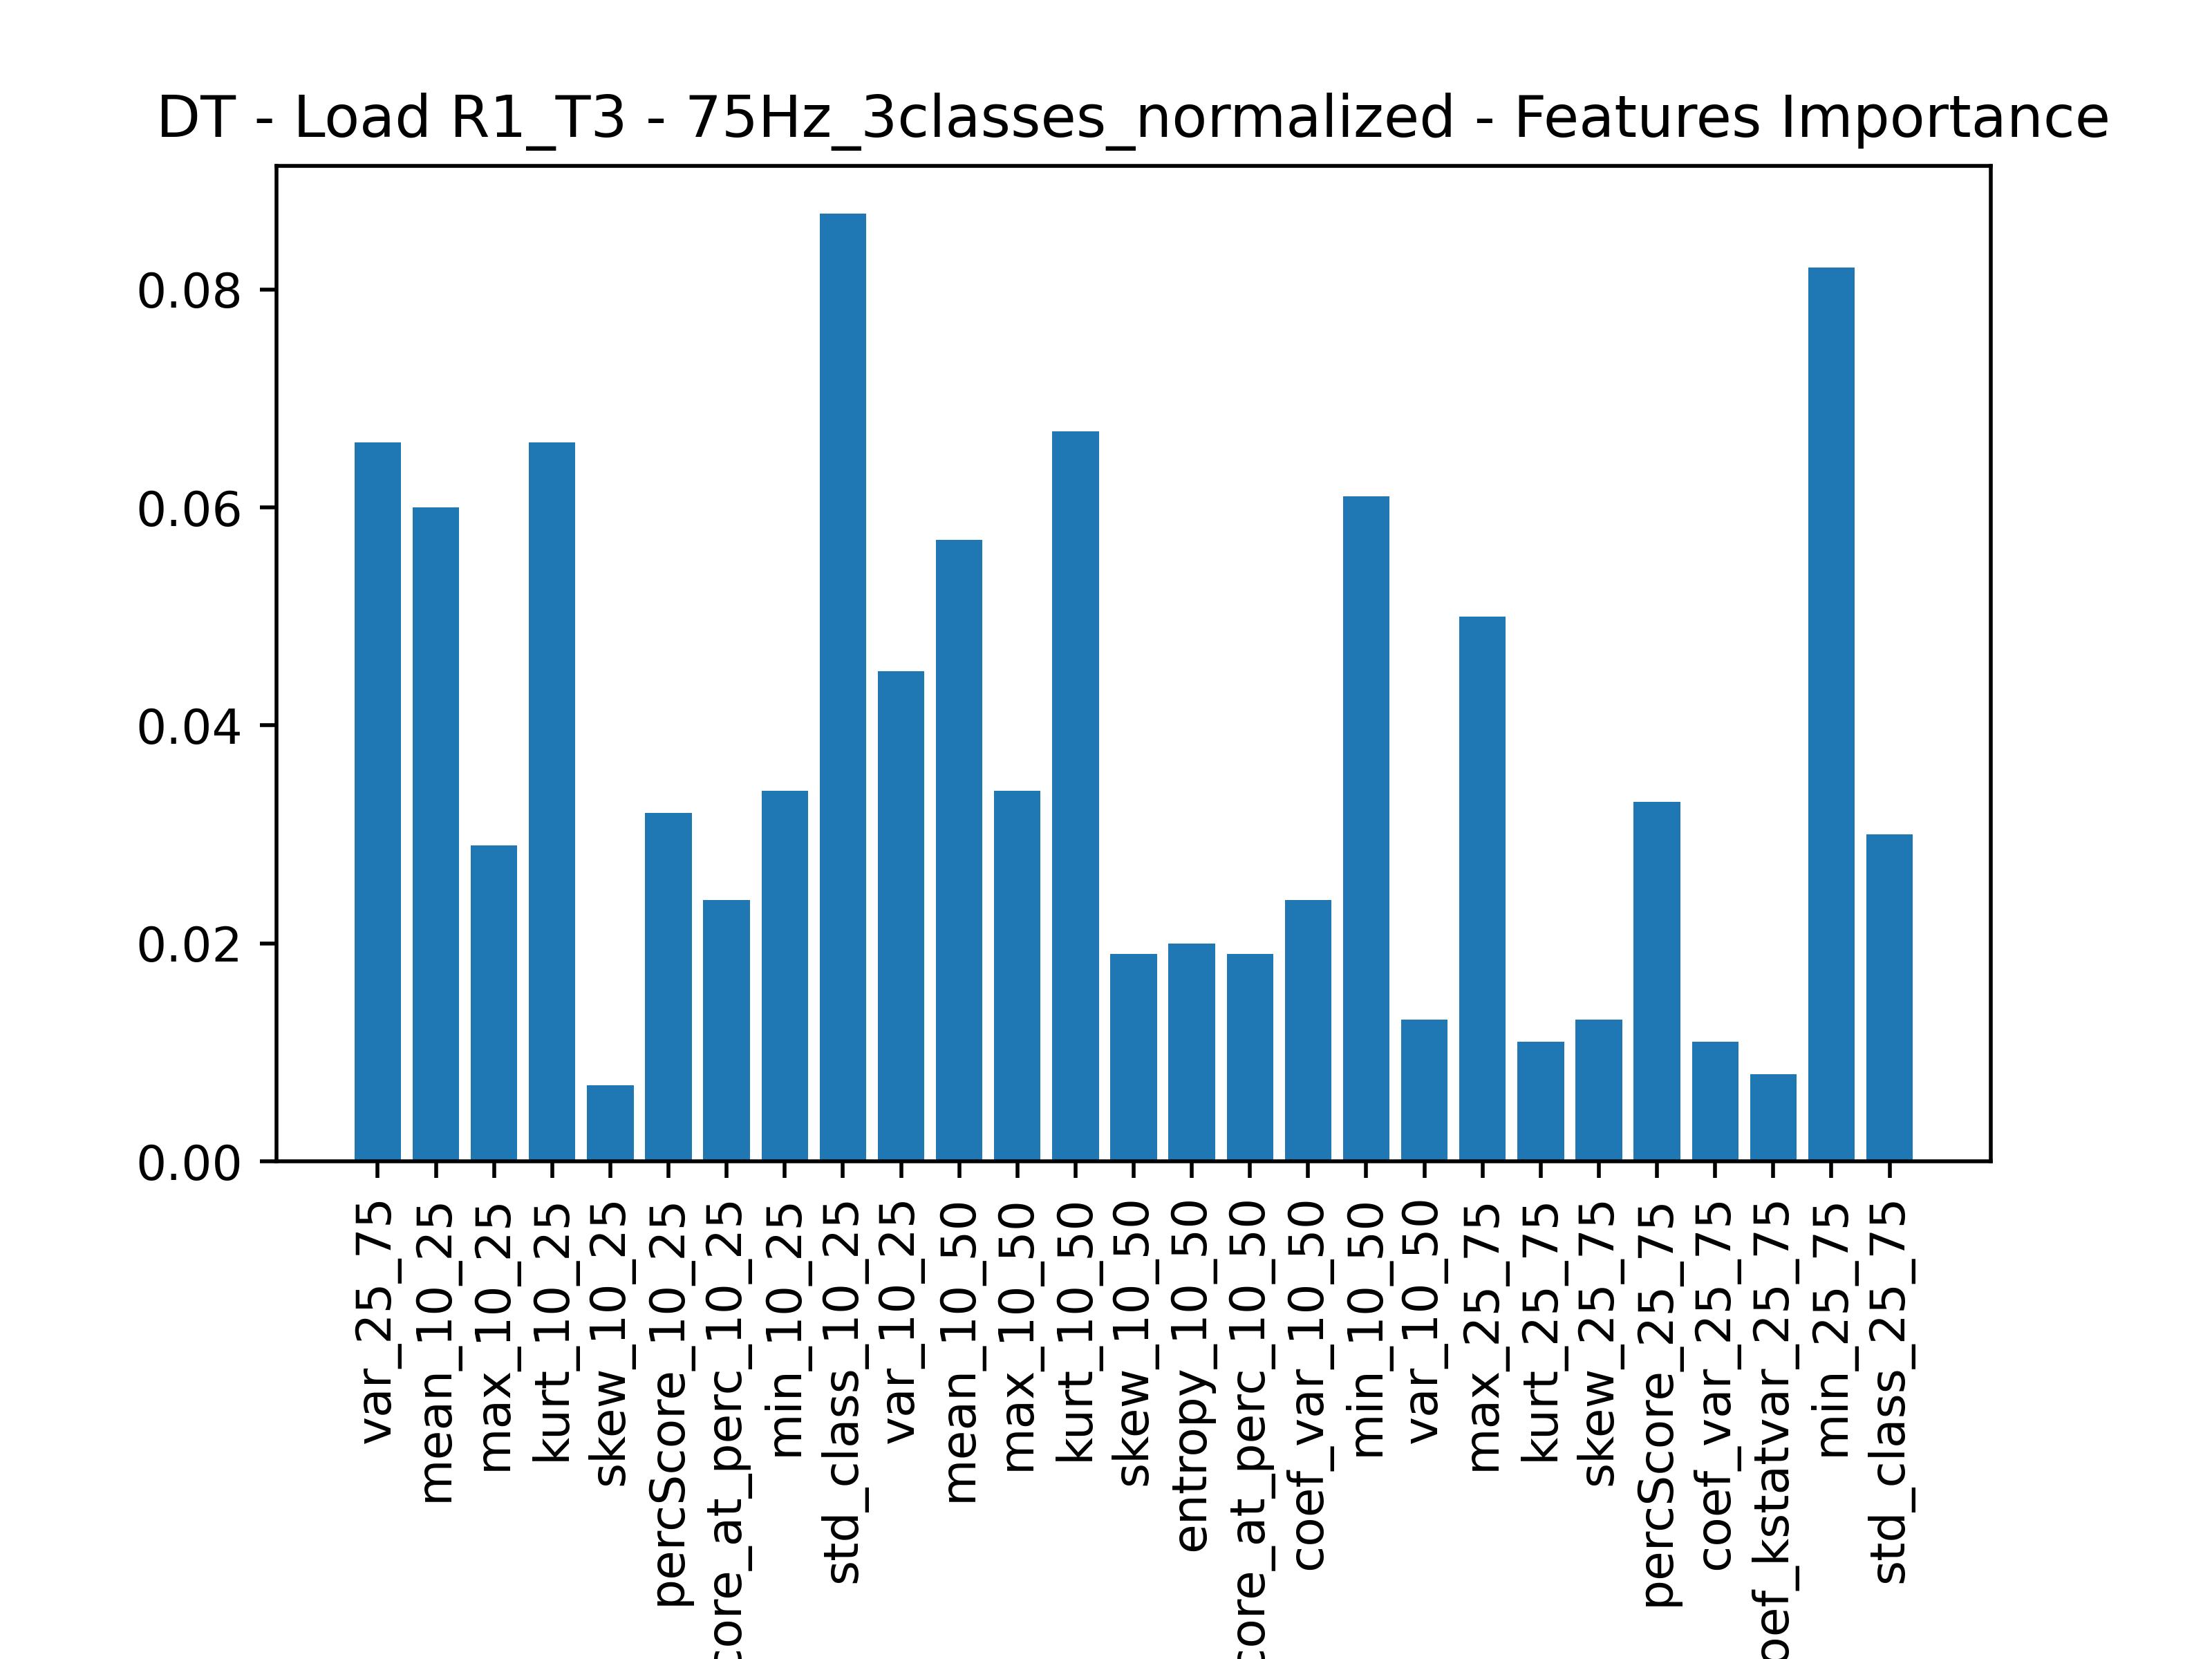 DT - Load R1_T3 - 75Hz_3classes_normalized - Features Importance
0.08
0.06
0.04
0.02
0.00
var_25_75
mean_10_25
max_10_25
kurt_10_25
skew_10_25
percScore_10_25
core_at_perc_10_25
min_10_25
std_class_10_25
var_10_25
mean_10_50
max_10_50
kurt_10_50
skew_10_50
entropy_10_50
core_at_perc_10_50
coef_var_10_50
min_10_50
var_10_50
max_25_75
kurt_25_75
skew_25_75
percScore_25_75
coef_var_25_75
oef_kstatvar_25_75
min_25_75
std_class_25_75